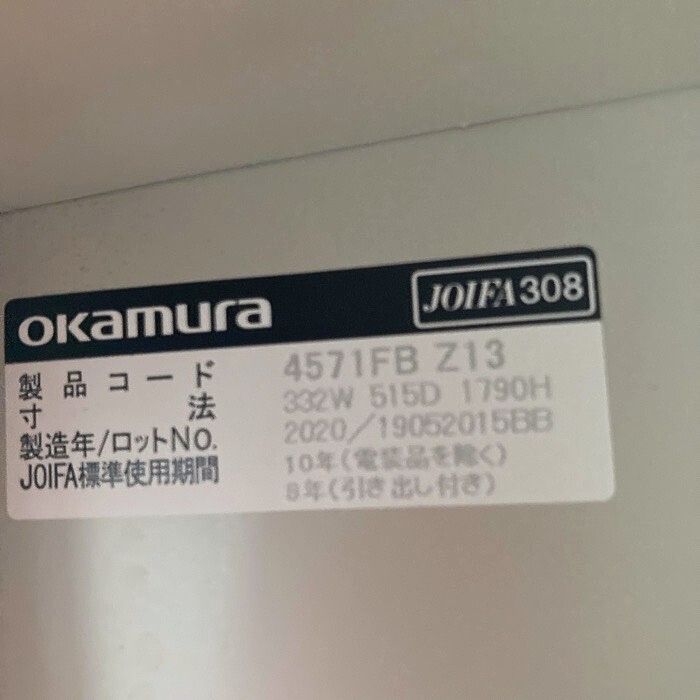 okamura JOIFA308
製品コード 4571FB Z13
寸法 332W 515D 1790H
製造年/ロットNO. 2020/19052015BB
JOIFA標準使用期間 10年(電装品を除く)
8年(引き出し付き)